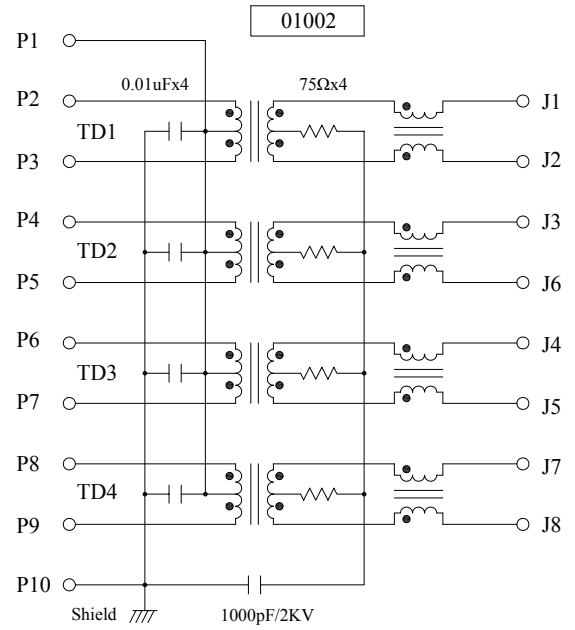 01002
P1
0.01uFx4 75Ωx4
P2 J1
TD1
P3 J2
P4 J3
TD2
P5 J6
P6 J4
TD3
P7 J5
P8 J7
TD4
P9 J8
P10
Shield 1000pF/2KV